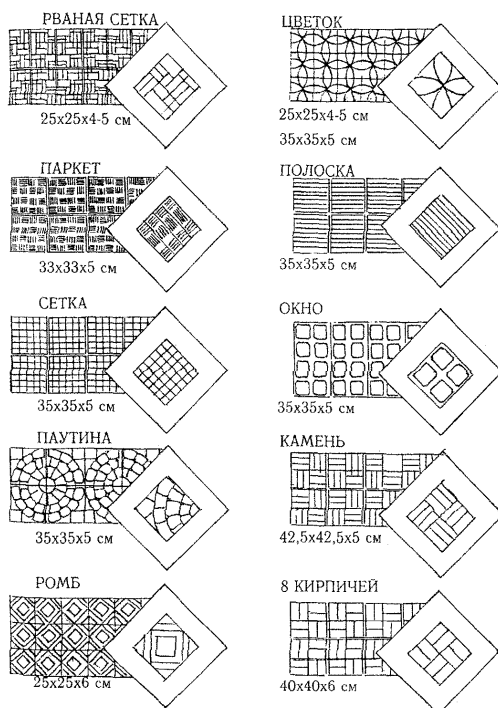 РВАНАЯ СЕТКА
25x25x4-5 см
ЦВЕТОК
25x25x4-5 см
35x35x5 см
ПАРКЕТ
33x33x5 см
ПОЛОСКА
35x35x5 см
СЕТКА
35x35x5 см
ОКНО
35x35x5 см
ПАУТИНА
35x35x5 см
КАМЕНЬ
42,5x42,5x5 см
РОМБ
25x25x6 см
8 КИРПИЧЕЙ
40x40x6 см